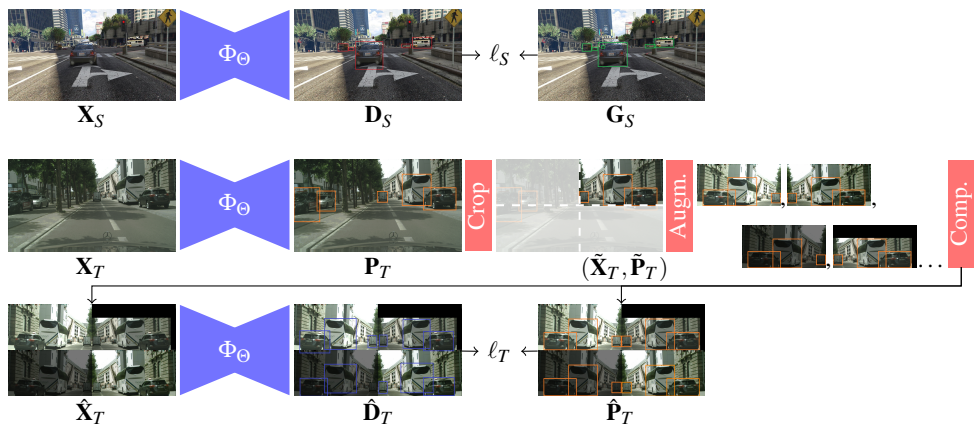 Φ_Θ
ℓ_S
X_S
D_S
G_S
Φ_Θ
Crop
Augm.
, ,
Comp.
, ...
X_T
P_T
(X̃_T, P̃_T)
Φ_Θ
ℓ_T
X̂_T
D̂_T
P̂_T